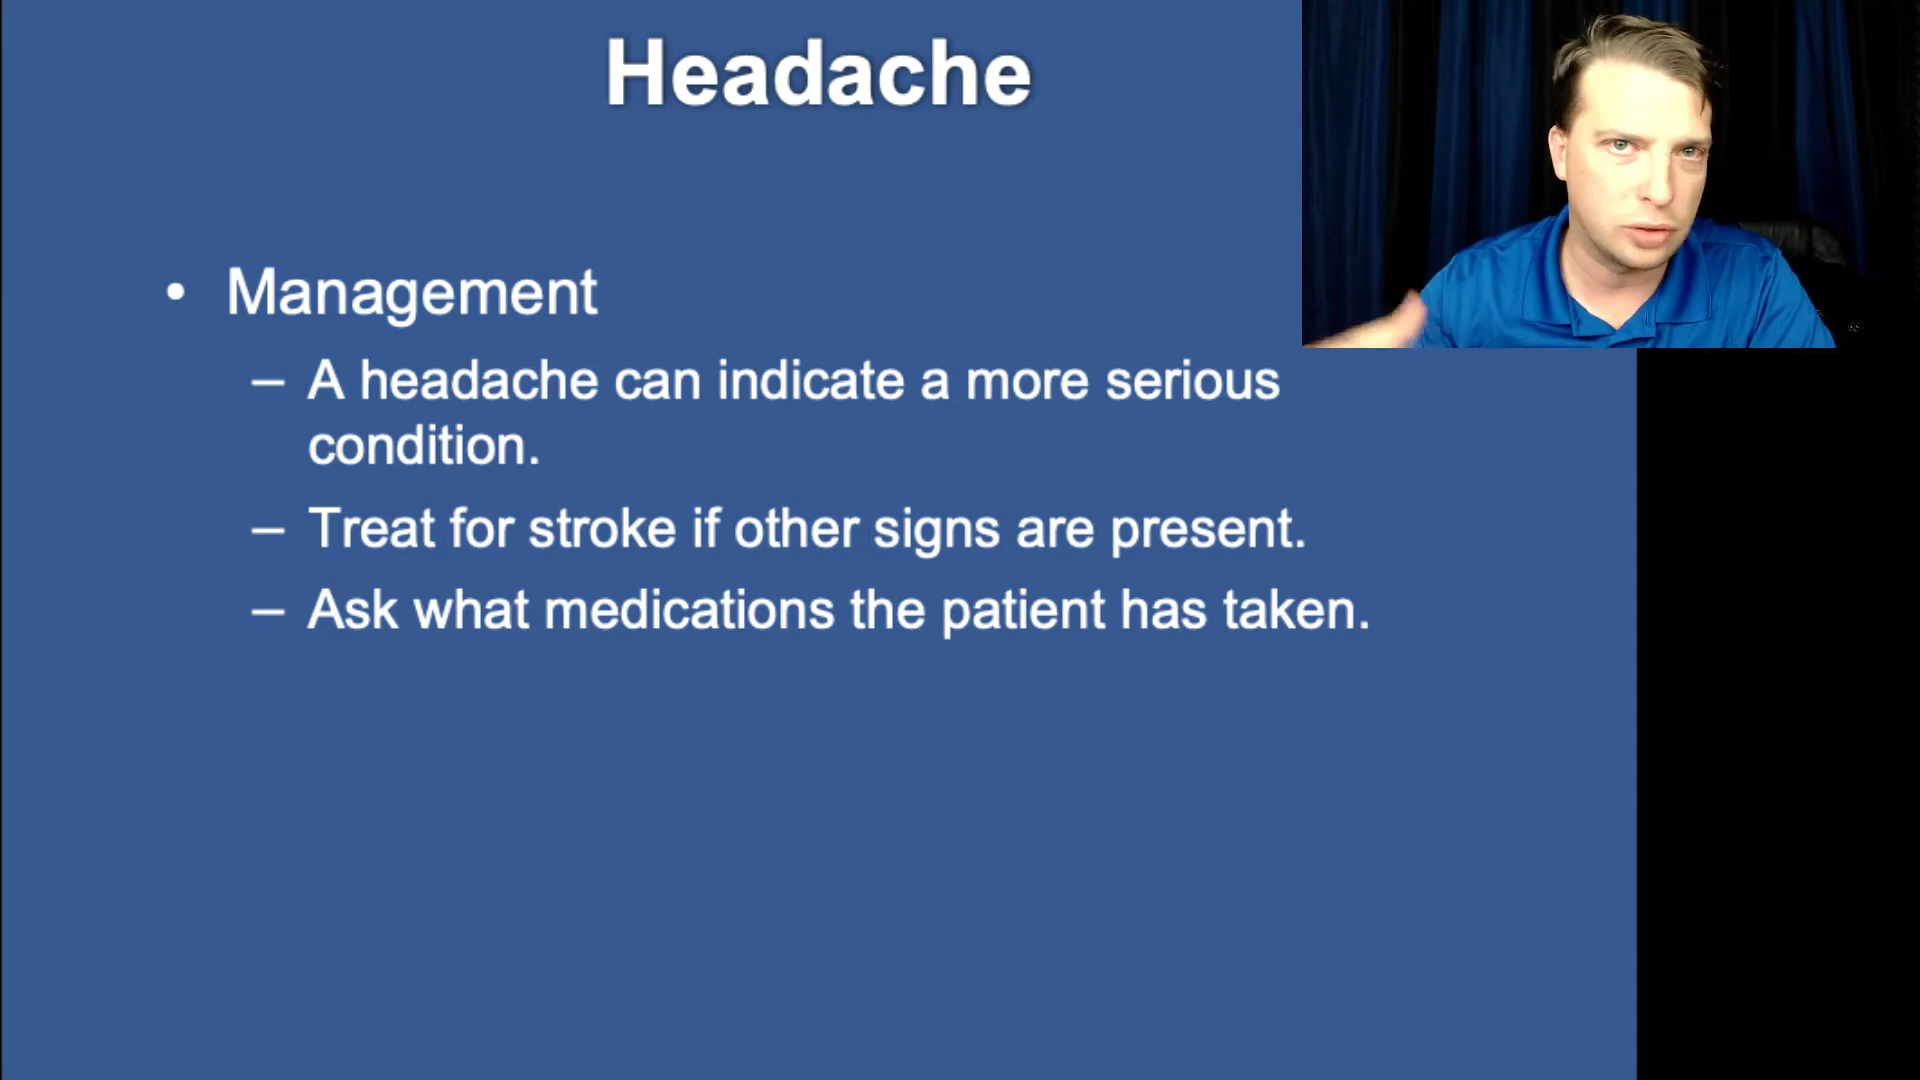 Headache
• Management
– A headache can indicate a more serious
condition.
– Treat for stroke if other signs are present.
– Ask what medications the patient has taken.